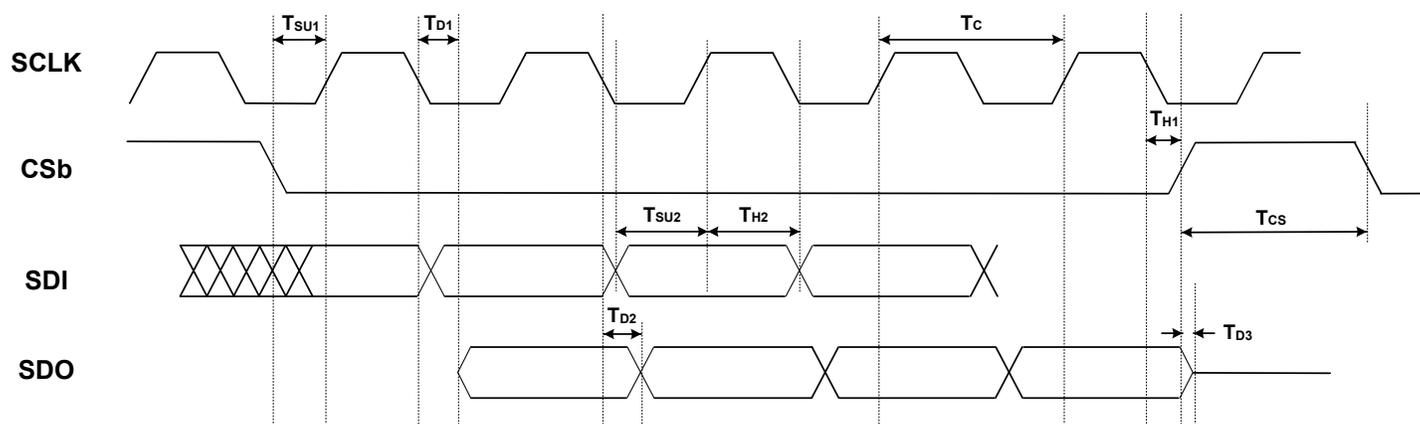 TSU1 TD1 TC
SCLK
TH1
CSb
TSU2 TH2 TCS
SDI
TD2 TD3
SDO